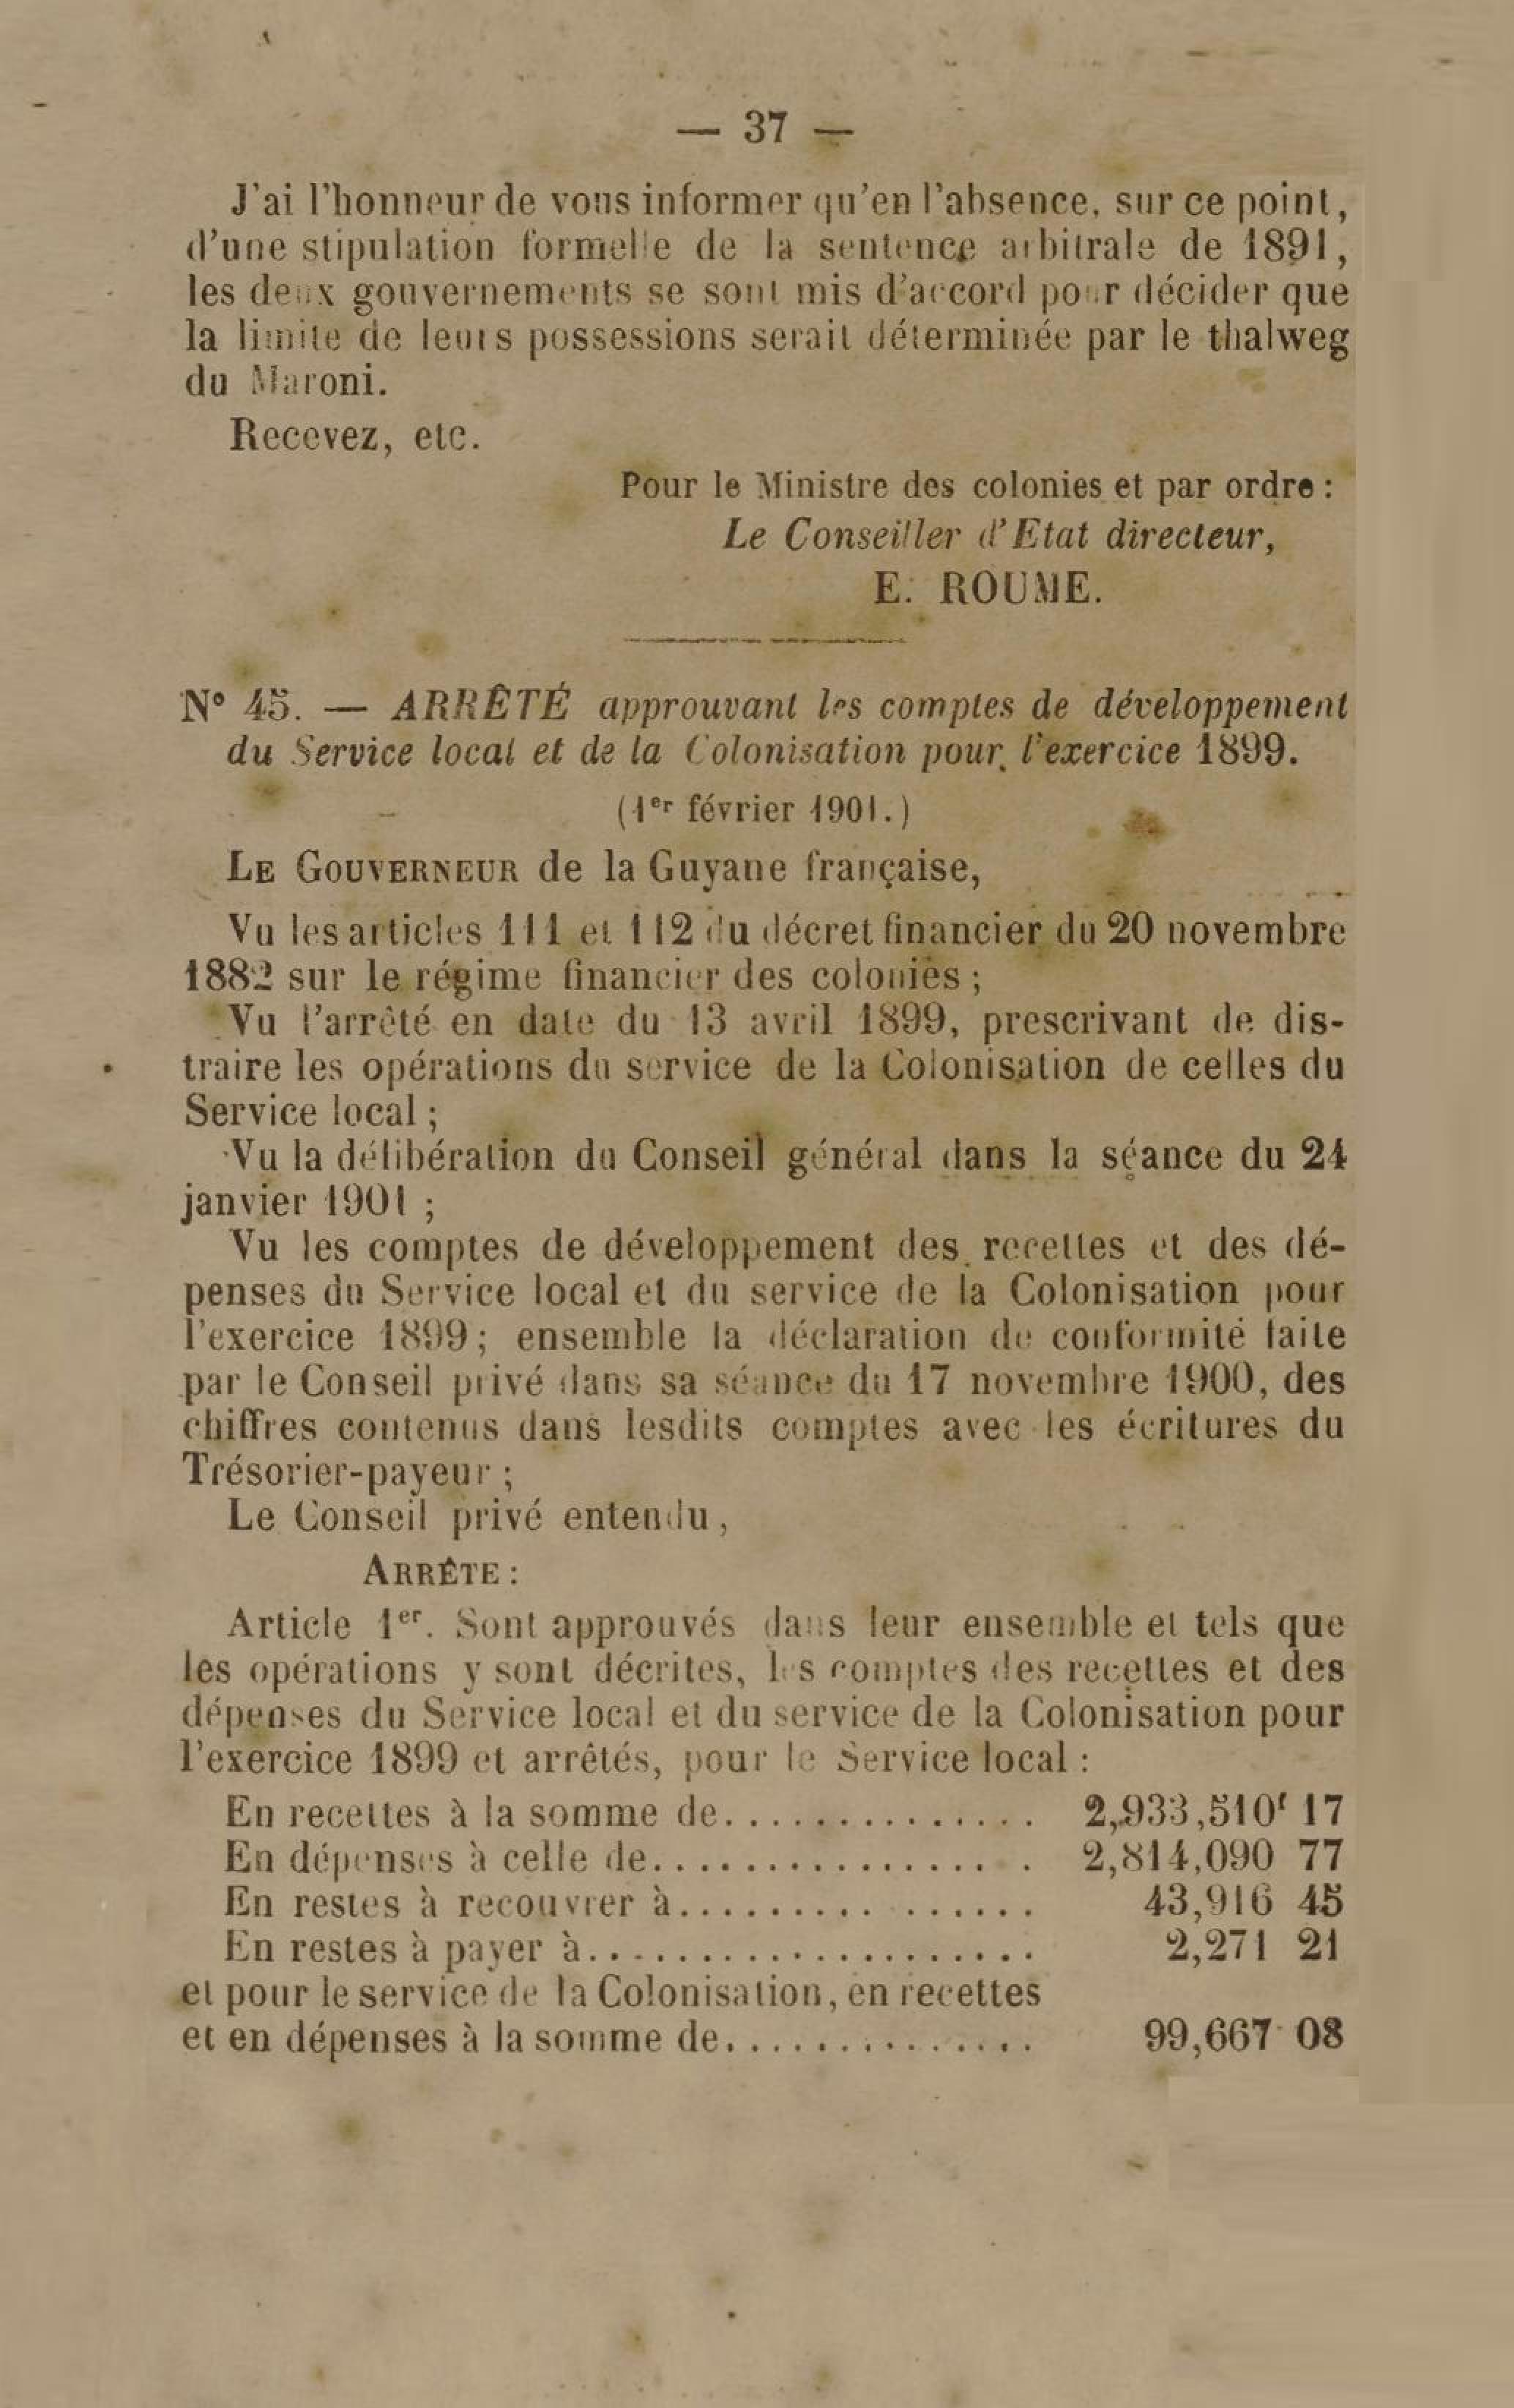 — 37 —
J'ai l'honneur de vous informer qu'en l'absence, sur ce point,
d'une stipulation formelle de la sentence arbitrale de 1891,
les deux gouvernements se sont mis d'accord pour décider que
la limite de leurs possessions serait déterminée par le thalweg
du Maroni.
Recevez, etc.
Pour le Ministre des colonies et par ordre :
Le Conseiller d'Etat directeur,
E. ROUME.
N° 45. — ARRÊTÉ approuvant les comptes de développement
du Service local et de la Colonisation pour l'exercice 1899.
(1er février 1901.)
LE GOUVERNEUR de la Guyane française,
Vu les articles 111 et 112 du décret financier du 20 novembre
1882 sur le régime financier des colonies ;
Vu l'arrêté en date du 13 avril 1899, prescrivant de dis-
traire les opérations du service de la Colonisation de celles du
Service local ;
Vu la délibération du Conseil général dans la séance du 24
janvier 1901 ;
Vu les comptes de développement des recettes et des dé-
penses du Service local et du service de la Colonisation pour
l'exercice 1899 ; ensemble la déclaration de conformité faite
par le Conseil privé dans sa séance du 17 novembre 1900, des
chiffres contenus dans lesdits comptes avec les écritures du
Trésorier-payeur ;
Le Conseil privé entendu,
ARRÊTE :
Article 1er. Sont approuvés dans leur ensemble et tels que
les opérations y sont décrites, les comptes des recettes et des
dépenses du Service local et du service de la Colonisation pour
l'exercice 1899 et arrêtés, pour le Service local :
En recettes à la somme de.............. 2,933,510f 17
En dépenses à celle de................. 2,814,090 77
En restes à recouvrer à................ 43,916 45
En restes à payer à.................... 2,271 21
et pour le service de la Colonisation, en recettes
et en dépenses à la somme de.............. 99,667 08